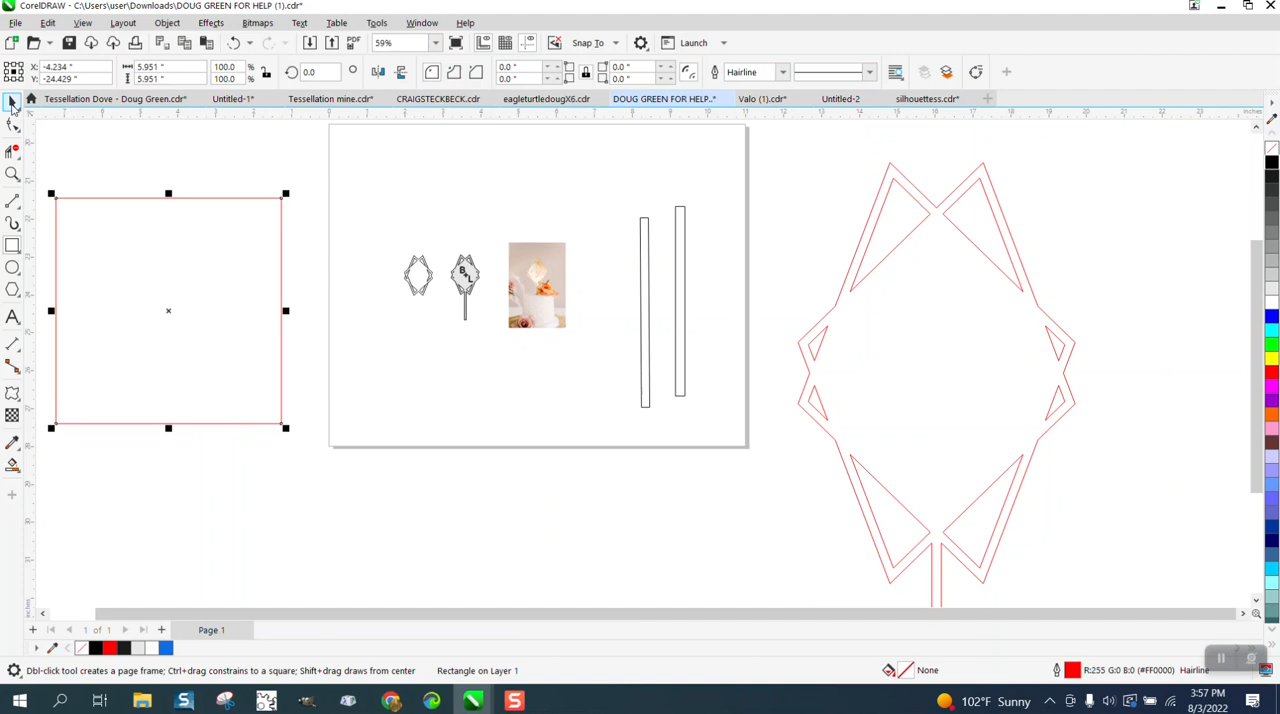 CorelDRAW - C:\Users\user\Downloads\DOUG GREEN FOR HELP (1).cdr*
File Edit View Layout Object Effects Bitmaps Text Table Tools Window Help
PDF 59% Snap To Launch
X: -4.234 " 5.951 " 100.0 % 0.0 0.0 " 0.0 " Hairline
Y: -24.429 " 5.951 " 100.0 % 0.0 " 0.0 "
Tessellation Dove - Doug Green.cdr* Untitled-1* Tessellation mine.cdr* CRAIGSTECKBECK.cdr eagleturtledougX6.cdr DOUG GREEN FOR HELP..* Valo (1).cdr* Untitled-2 silhouettess.cdr*
inches
B
+
L
1 of 1 Page 1
Dbl-click tool creates a page frame; Ctrl+drag constrains to a square; Shift+drag draws from center Rectangle on Layer 1 None R:255 G:0 B:0 (#FF0000) Hairline
102°F Sunny 3:57 PM
8/3/2022